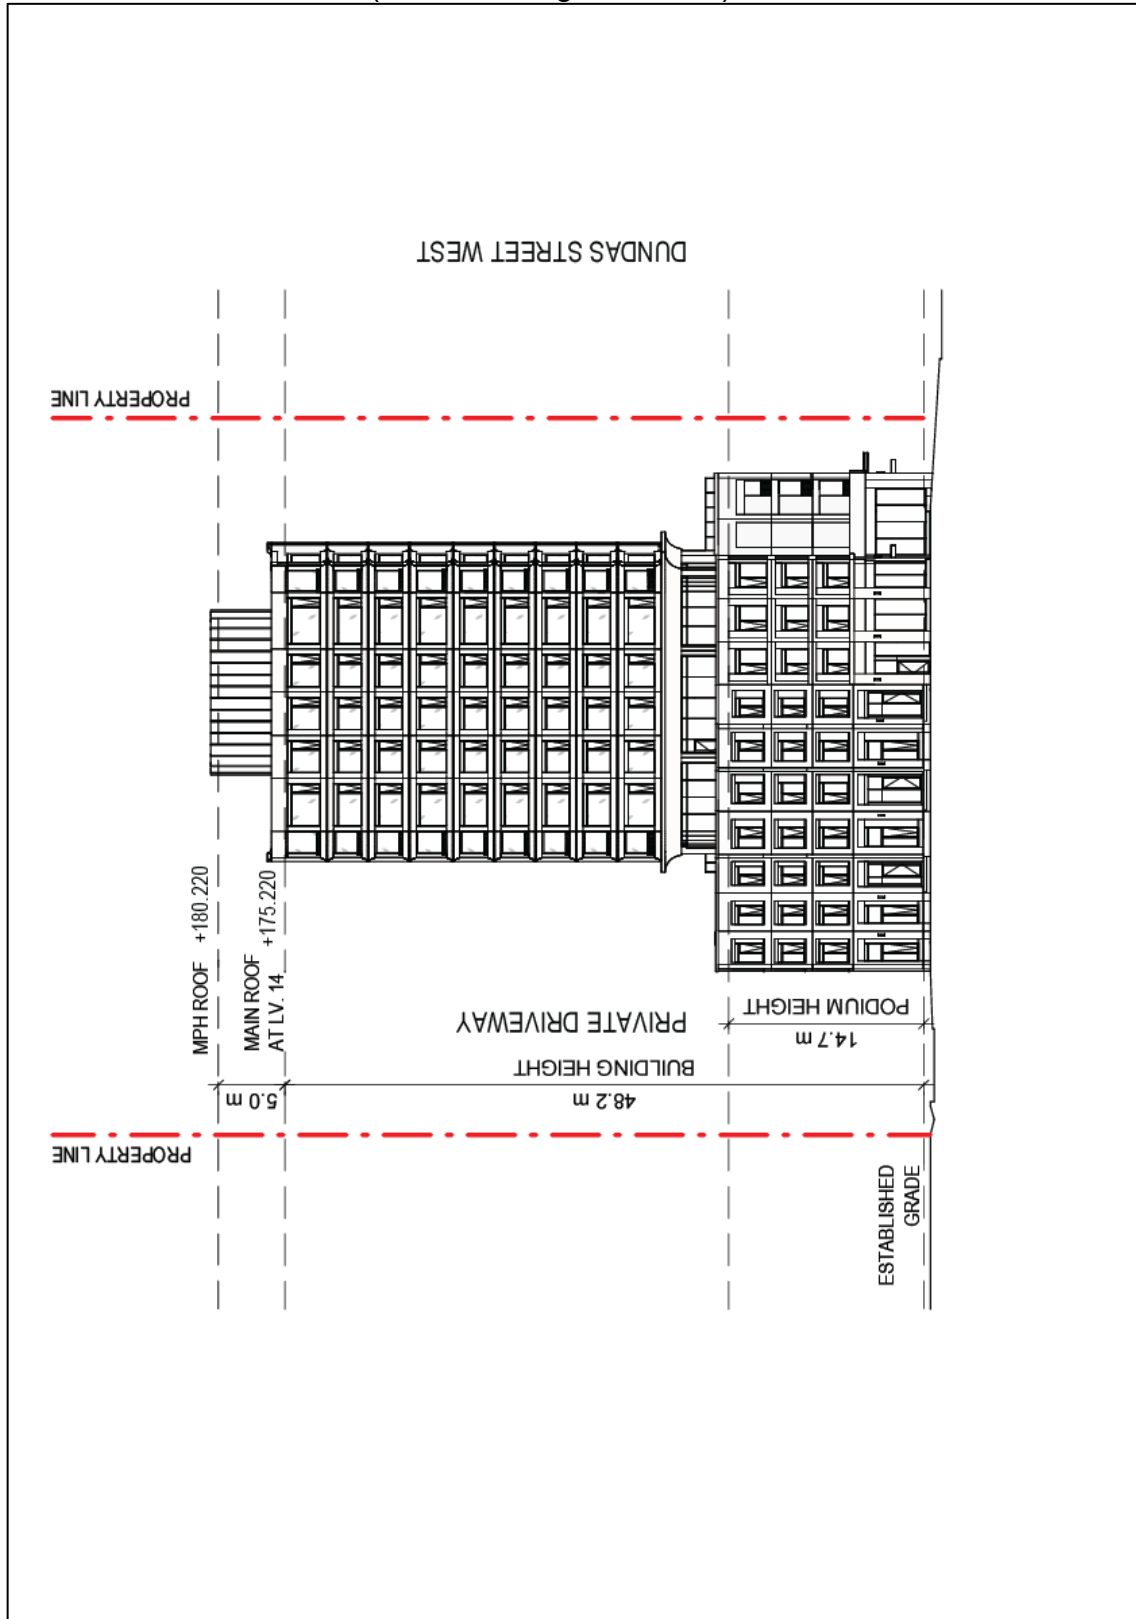 DUNDAS STREET WEST
PROPERTY LINE
MPH ROOF +180.220
MAIN ROOF
AT LV. 14 +175.220
PRIVATE DRIVEWAY
PODIUM HEIGHT
14.7 m
BUILDING HEIGHT
5.0 m
48.2 m
PROPERTY LINE
ESTABLISHED
GRADE